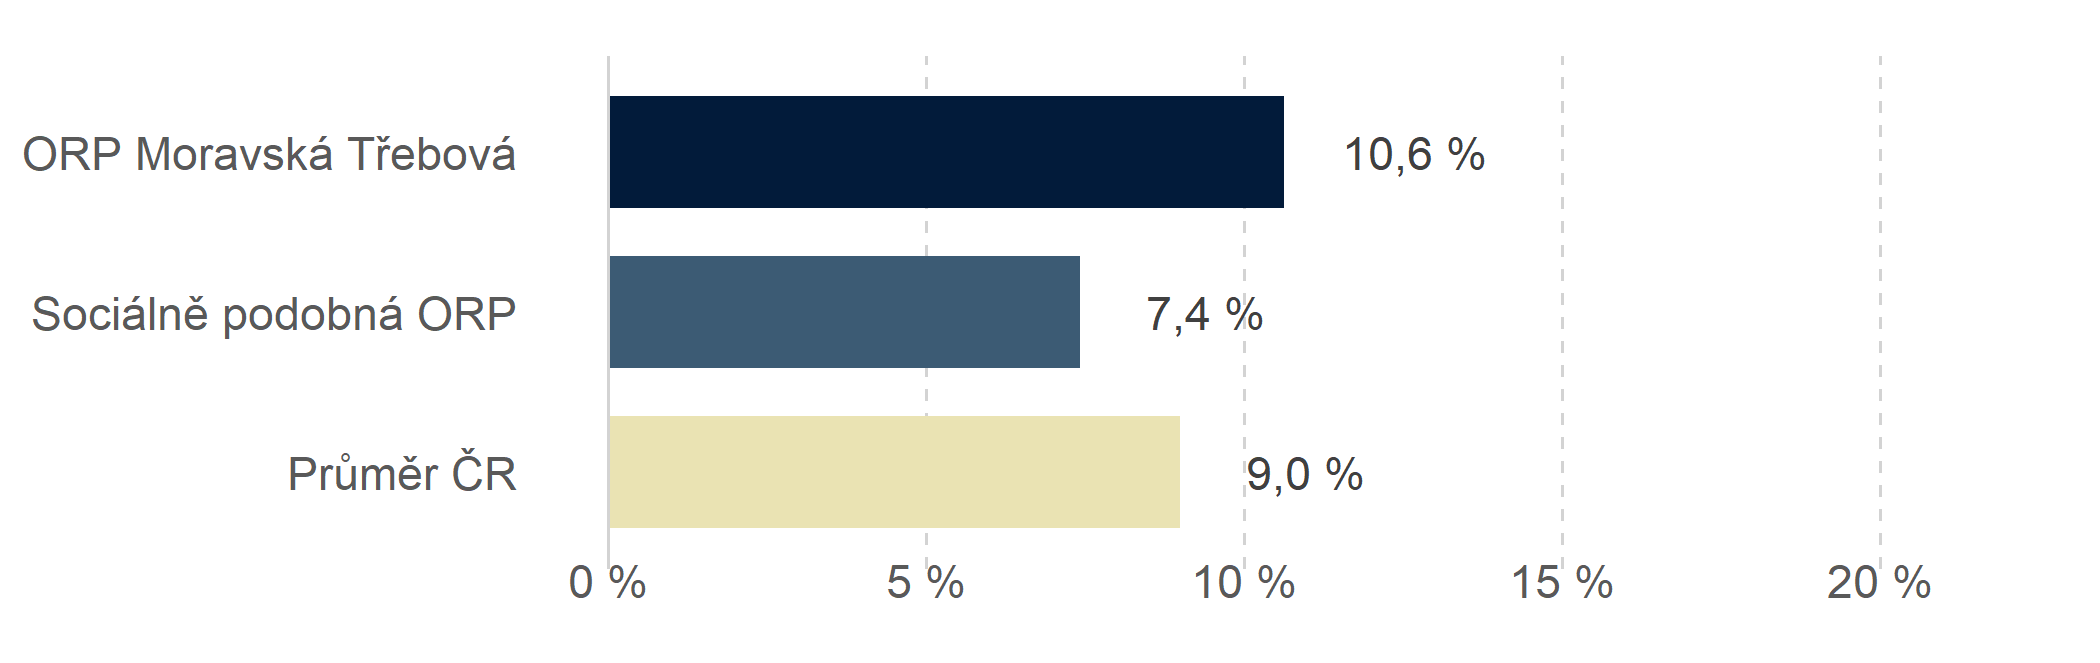 ORP Moravská Třebová
10,6 %
Sociálně podobná ORP
7,4 %
Průměr ČR
9,0 %
0 %
5 %
10 %
15 %
20 %